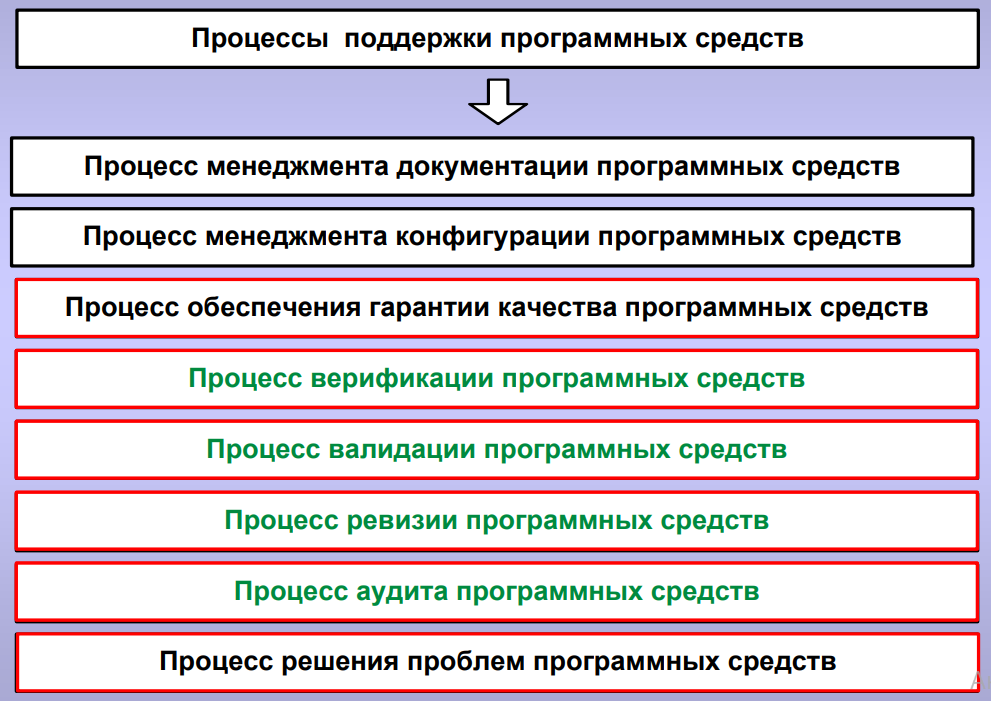 Процессы поддержки программных средств
Процесс менеджмента документации программных средств
Процесс менеджмента конфигурации программных средств
Процесс обеспечения гарантии качества программных средств
Процесс верификации программных средств
Процесс валидации программных средств
Процесс ревизии программных средств
Процесс аудита программных средств
Процесс решения проблем программных средств